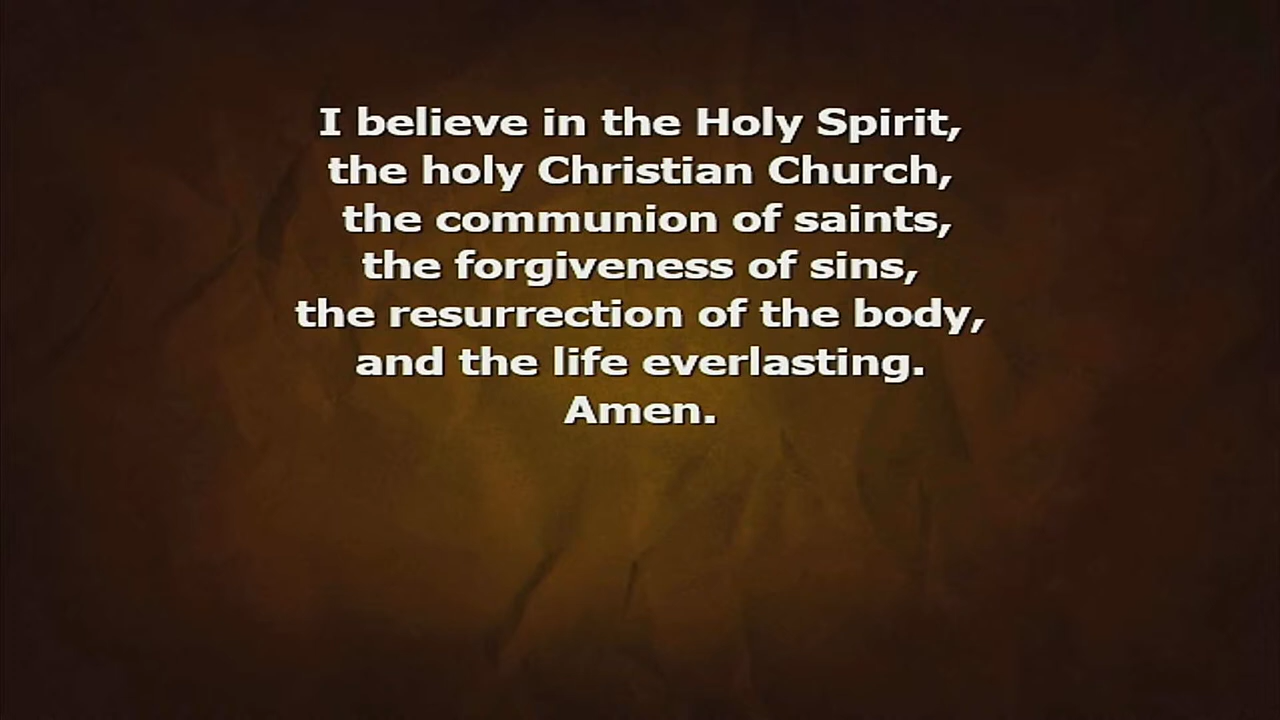 I believe in the Holy Spirit,
the holy Christian Church,
the communion of saints,
the forgiveness of sins,
the resurrection of the body,
and the life everlasting.
Amen.